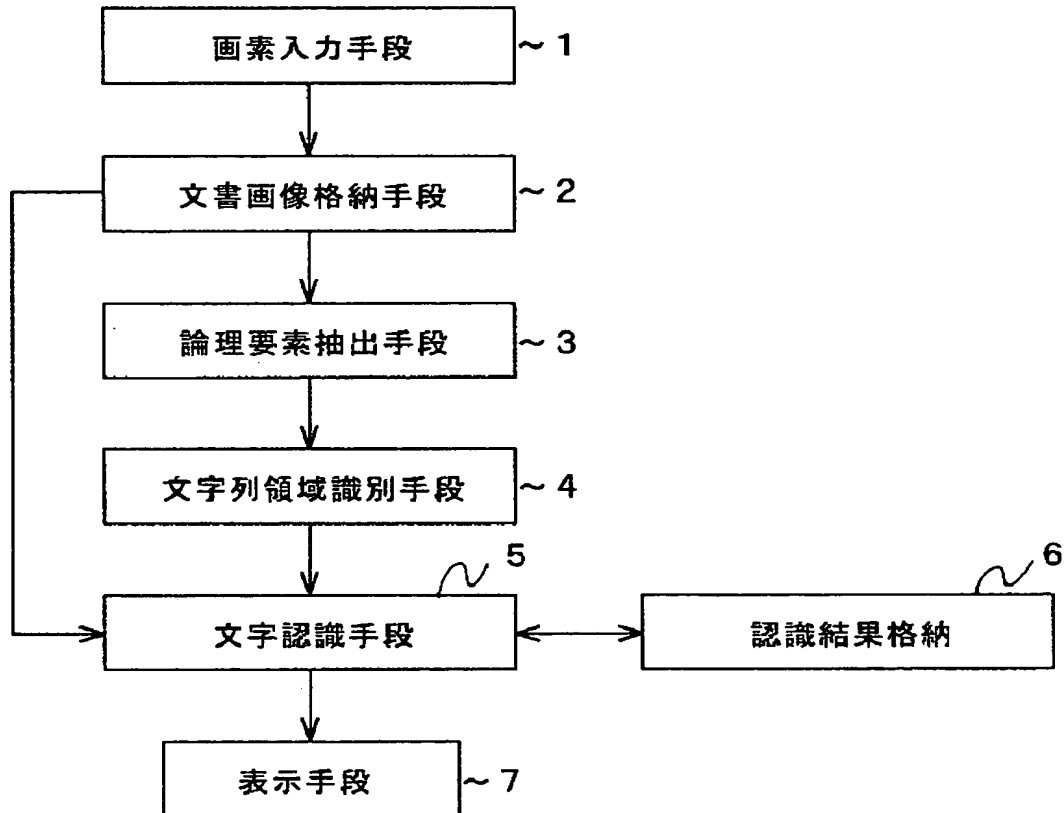 画素入力手段 ~1
文書画像格納手段 ~2
論理要素抽出手段 ~3
文字列領域識別手段 ~4
5
6
文字認識手段
認識結果格納
表示手段 ~7